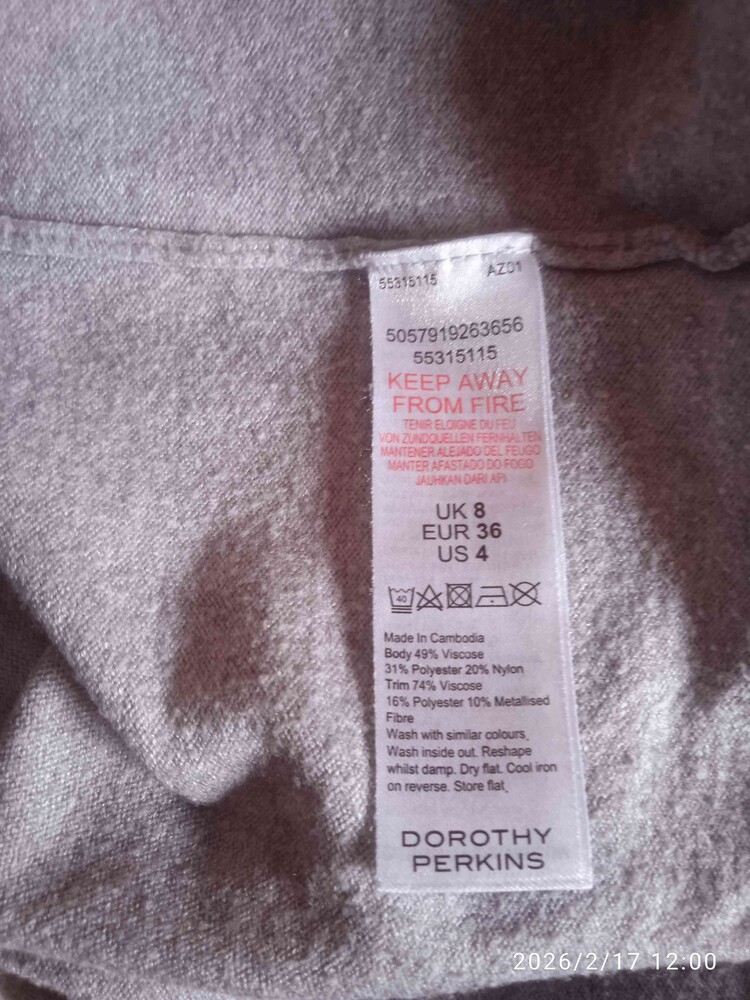 55315115 AZ01
5057919263656
55315115
KEEP AWAY
FROM FIRE
TENIR ELOIGNE DU FEU
VON ZUNDQUELLEN FERNHALTEN
MANTENER ALEJADO DEL FEUGO
MANTER AFASTADO DO FOGO
JAUHKAN DARI API
UK 8
EUR 36
US 4
40
Made In Cambodia
Body 49% Viscose
31% Polyester 20% Nylon
Trim 74% Viscose
16% Polyester 10% Metallised
Fibre
Wash with similar colours.
Wash inside out. Reshape
whilst damp. Dry flat. Cool iron
on reverse. Store flat.
DOROTHY
PERKINS
2026/2/17 12:00